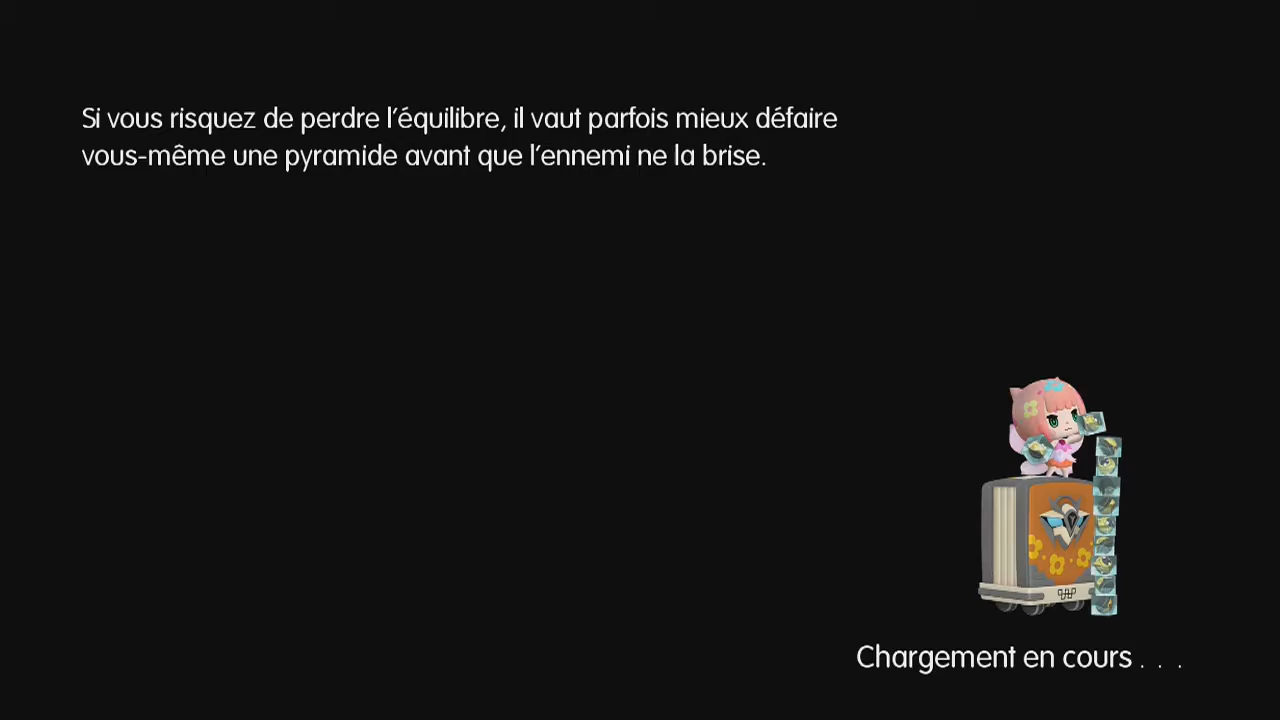 Si vous risquez de perdre l'équilibre, il vaut parfois mieux défaire
vous-même une pyramide avant que l'ennemi ne la brise.
Chargement en cours . . .